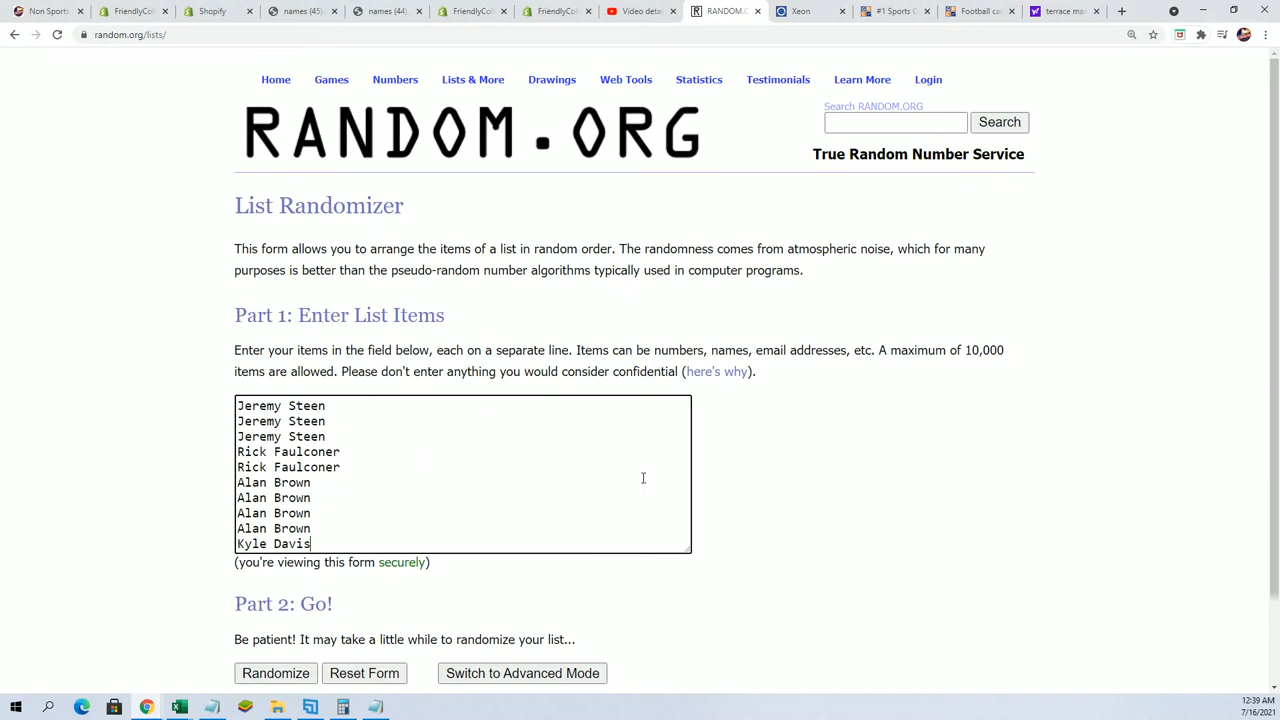 Non Sports
FriendlyCol
Shopify
names (45)
names (44)
FriendlyCol
FriendlyCol
Video detai
RANDOM.O
Xeon
#1 Sports C
Football ca
terrace ma
random.org/lists/
Home Games Numbers Lists & More Drawings Web Tools Statistics Testimonials Learn More Login
Search RANDOM.ORG
RANDOM.ORG
Search
True Random Number Service
List Randomizer
This form allows you to arrange the items of a list in random order. The randomness comes from atmospheric noise, which for many
purposes is better than the pseudo-random number algorithms typically used in computer programs.
Part 1: Enter List Items
Enter your items in the field below, each on a separate line. Items can be numbers, names, email addresses, etc. A maximum of 10,000
items are allowed. Please don't enter anything you would consider confidential (here's why).
Jeremy Steen
Jeremy Steen
Jeremy Steen
Rick Faulconer
Rick Faulconer
Alan Brown
Alan Brown
Alan Brown
Alan Brown
Kyle Davis
(you're viewing this form securely)
Part 2: Go!
Be patient! It may take a little while to randomize your list...
Randomize Reset Form Switch to Advanced Mode
12:39 AM
7/16/2021